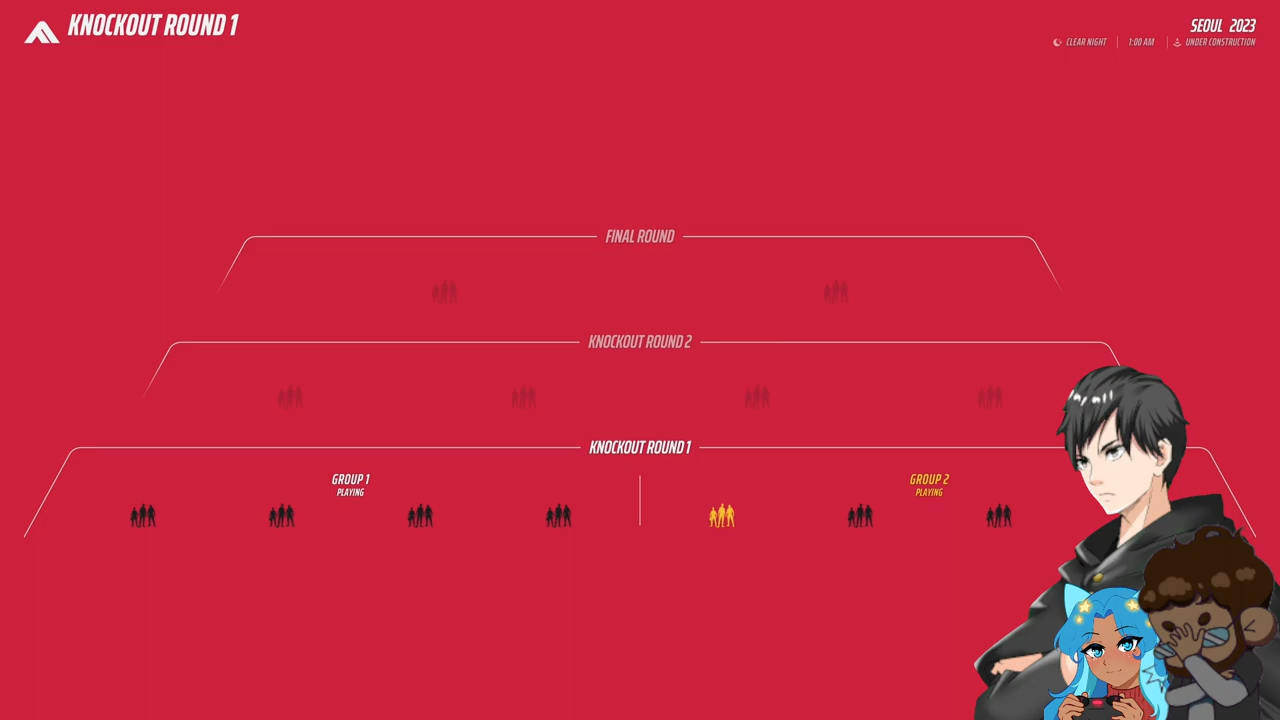 KNOCKOUT ROUND 1
SEOUL 2023
CLEAR NIGHT
1:00 AM
UNDER CONSTRUCTION
FINAL ROUND
KNOCKOUT ROUND 2
KNOCKOUT ROUND 1
GROUP 1
PLAYING
GROUP 2
PLAYING